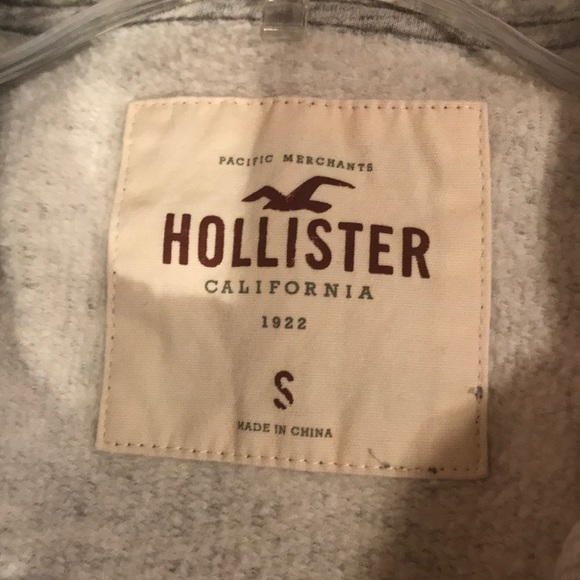 PACIFIC MERCHANTS
HOLLISTER
CALIFORNIA
1922
S
MADE IN CHINA